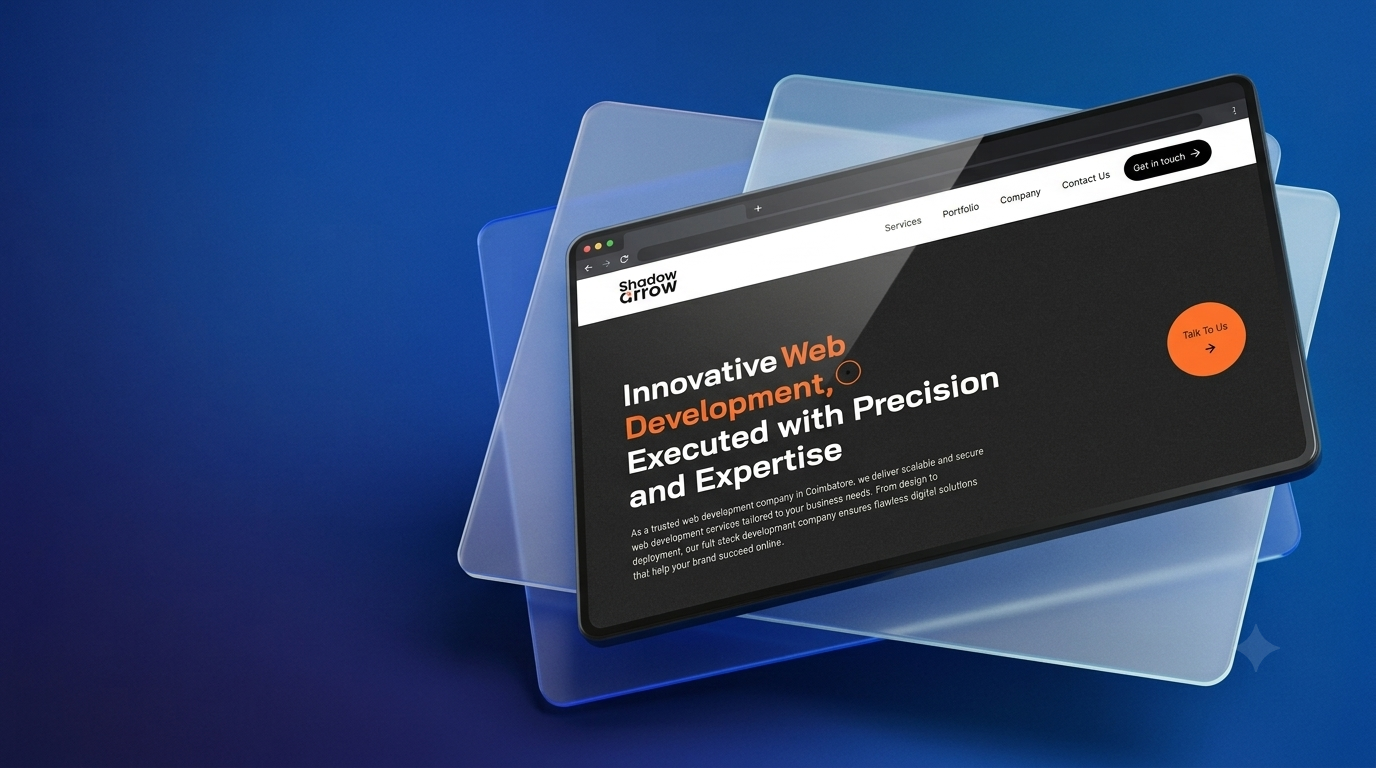 Shadow
arrow
Services
Portfolio
Company
Contact Us
Get in touch
Talk To Us
Innovative Web
Development,
Executed with Precision
and Expertise
As a trusted web development company in Coimbatore, we deliver scalable and secure
web development services tailored to your business needs. From design to
deployment, our full stack developmant company ensures flawless digital solutions
that help your brand succeed online.